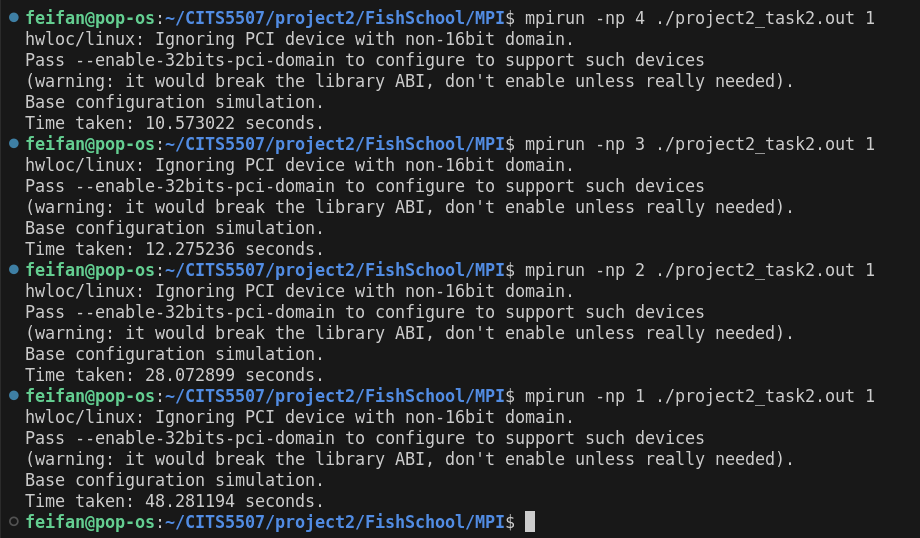 feifan@pop-os:~/CITS5507/project2/FishSchool/MPI$ mpirun -np 4 ./project2_task2.out 1
hwloc/linux: Ignoring PCI device with non-16bit domain.
Pass --enable-32bits-pci-domain to configure to support such devices
(warning: it would break the library ABI, don't enable unless really needed).
Base configuration simulation.
Time taken: 10.573022 seconds.
feifan@pop-os:~/CITS5507/project2/FishSchool/MPI$ mpirun -np 3 ./project2_task2.out 1
hwloc/linux: Ignoring PCI device with non-16bit domain.
Pass --enable-32bits-pci-domain to configure to support such devices
(warning: it would break the library ABI, don't enable unless really needed).
Base configuration simulation.
Time taken: 12.275236 seconds.
feifan@pop-os:~/CITS5507/project2/FishSchool/MPI$ mpirun -np 2 ./project2_task2.out 1
hwloc/linux: Ignoring PCI device with non-16bit domain.
Pass --enable-32bits-pci-domain to configure to support such devices
(warning: it would break the library ABI, don't enable unless really needed).
Base configuration simulation.
Time taken: 28.072899 seconds.
feifan@pop-os:~/CITS5507/project2/FishSchool/MPI$ mpirun -np 1 ./project2_task2.out 1
hwloc/linux: Ignoring PCI device with non-16bit domain.
Pass --enable-32bits-pci-domain to configure to support such devices
(warning: it would break the library ABI, don't enable unless really needed).
Base configuration simulation.
Time taken: 48.281194 seconds.
feifan@pop-os:~/CITS5507/project2/FishSchool/MPI$